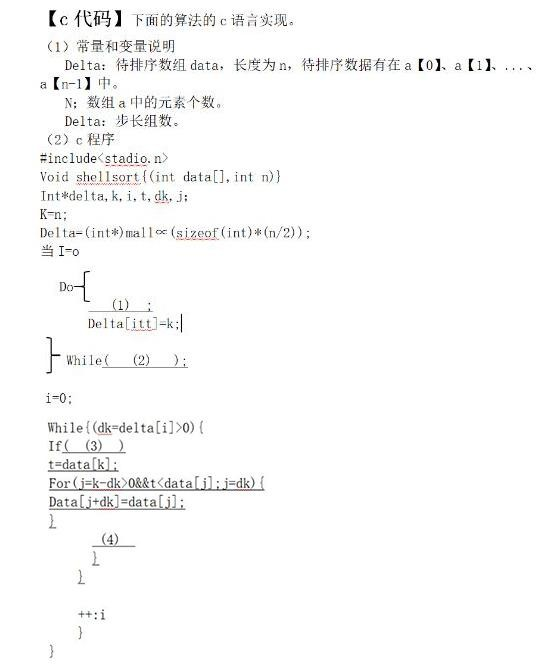 【c 代码】下面的算法的 c 语言实现。
（1）常量和变量说明
Delta：待排序数组 data，长度为 n，待排序数据有在 a【0】、a【1】、...、
a【n-1】中。
N；数组 a 中的元素个数。
Delta：步长组数。
（2）c 程序
#include<stadio.n>
Void shellsort{(int data[],int n)}
Int*delta,k,i,t,dk,j;
K=n;
Delta=(int*)mall∝(sizeof(int)*(n/2));
当 I=o
Do{
(1) ;
Delta[itt]=k;
} While( (2) );
i=0;
While{(dk=delta[i]>0){
If( (3) )
t=data[k];
For(j=k-dk>0&&t<data[j];j=dk){
Data[j+dk]=data[j];
}
(4)
}
}
++:i
}
}